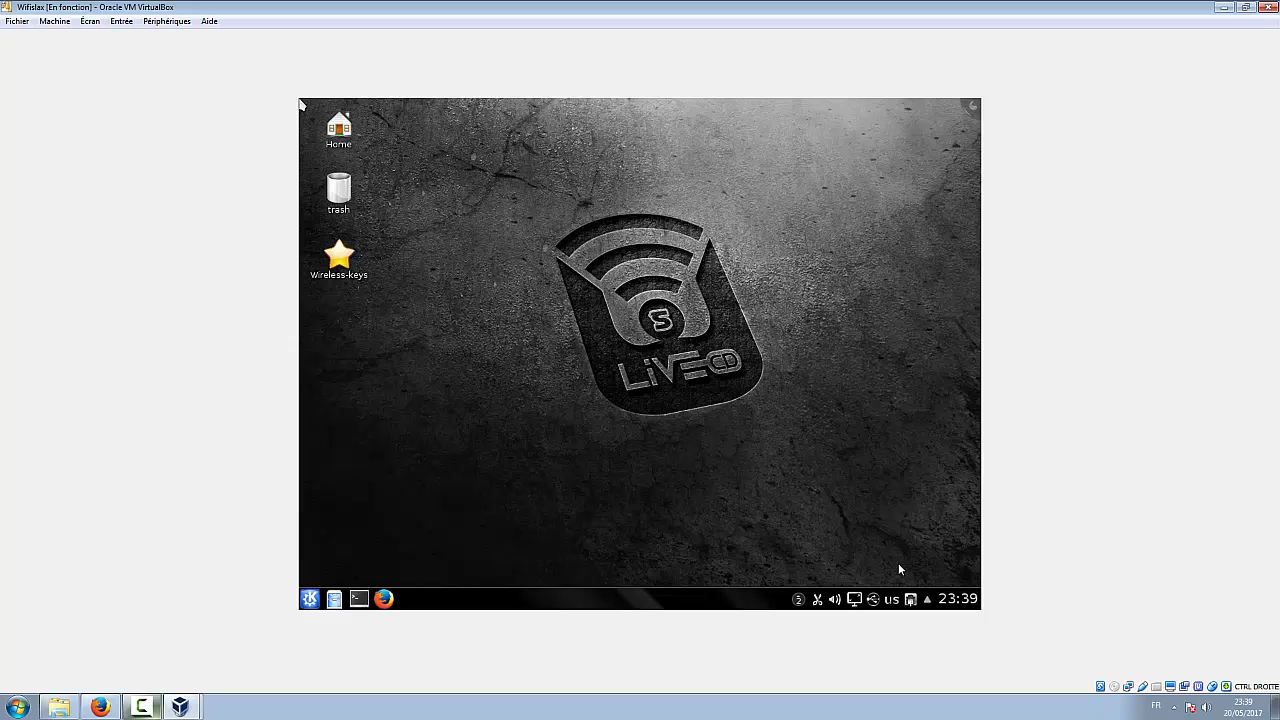 Wifislax [En fonction] - Oracle VM VirtualBox
Fichier Machine Écran Entrée Périphériques Aide
Home
trash
Wireless-keys
S
LiVECD
us 23:39
CTRL DROITE
FR 23:39
20/05/2017